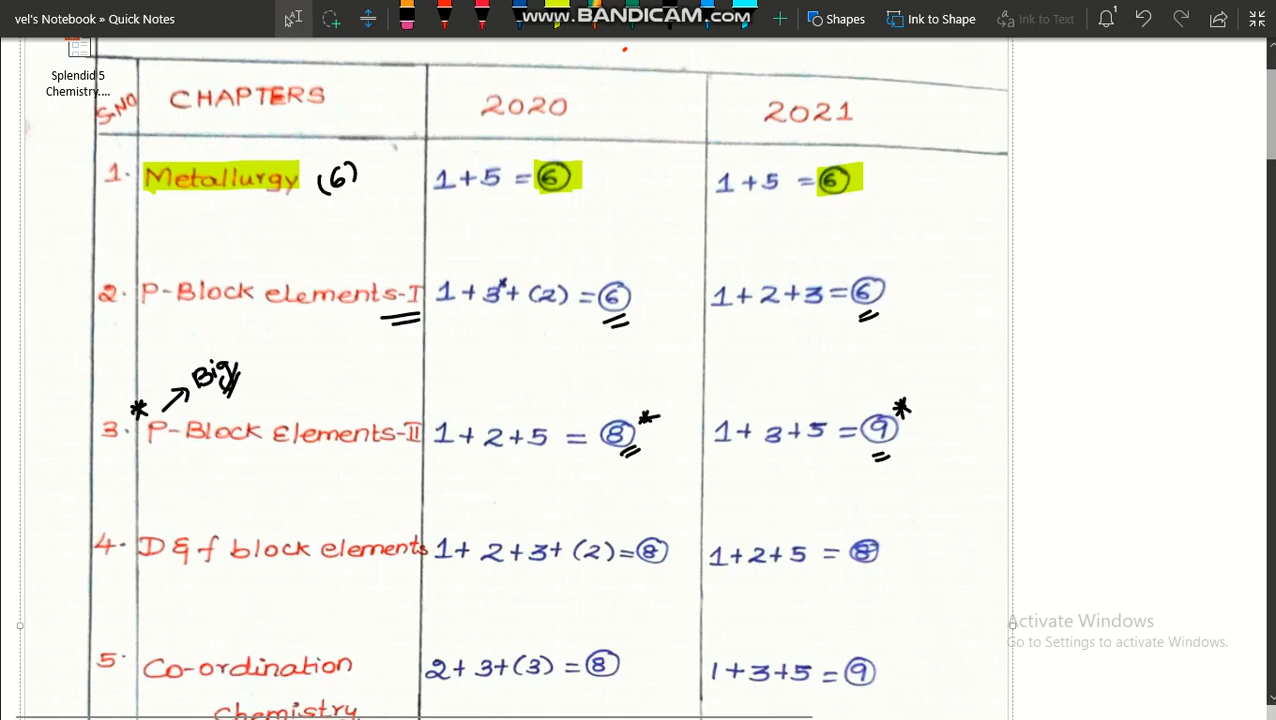 vortx notebook » Quick Notes
WWW.BANDICAM.COM
Shapes
Ink to Shape
Ink to Text
Splendid 5
Chemistry....
S.NO CHAPTERS 2020 2021
1. Metallurgy (6) 1+5 = 6 1+5 = 6
2. P-Block elements-I 1+3*+(2) = 6 1+2+3 = 6
* → Big
3. P-Block Elements-II 1+2+5 = 8 * 1+3+5 = 9 *
4. D & f block elements 1+2+3+(2) = 8 1+2+5 = 8
5. Co-ordination 2+3+(3) = 8 1+3+5 = 9
Chemistry
Activate Windows
Go to Settings to activate Windows.